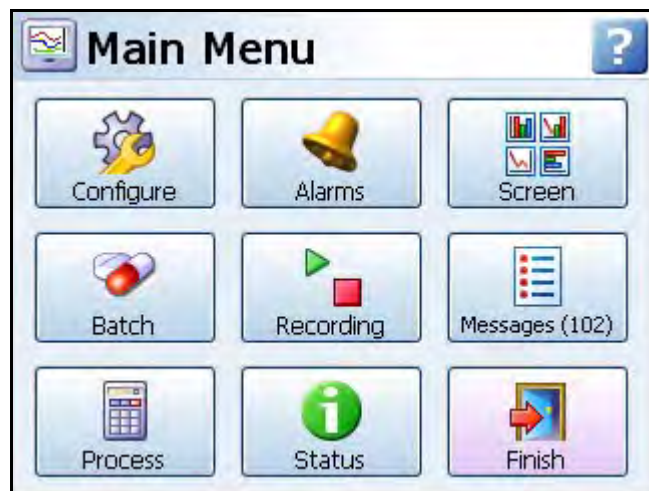 Main Menu ?
Configure Alarms Screen
Batch Recording Messages (102)
Process Status Finish